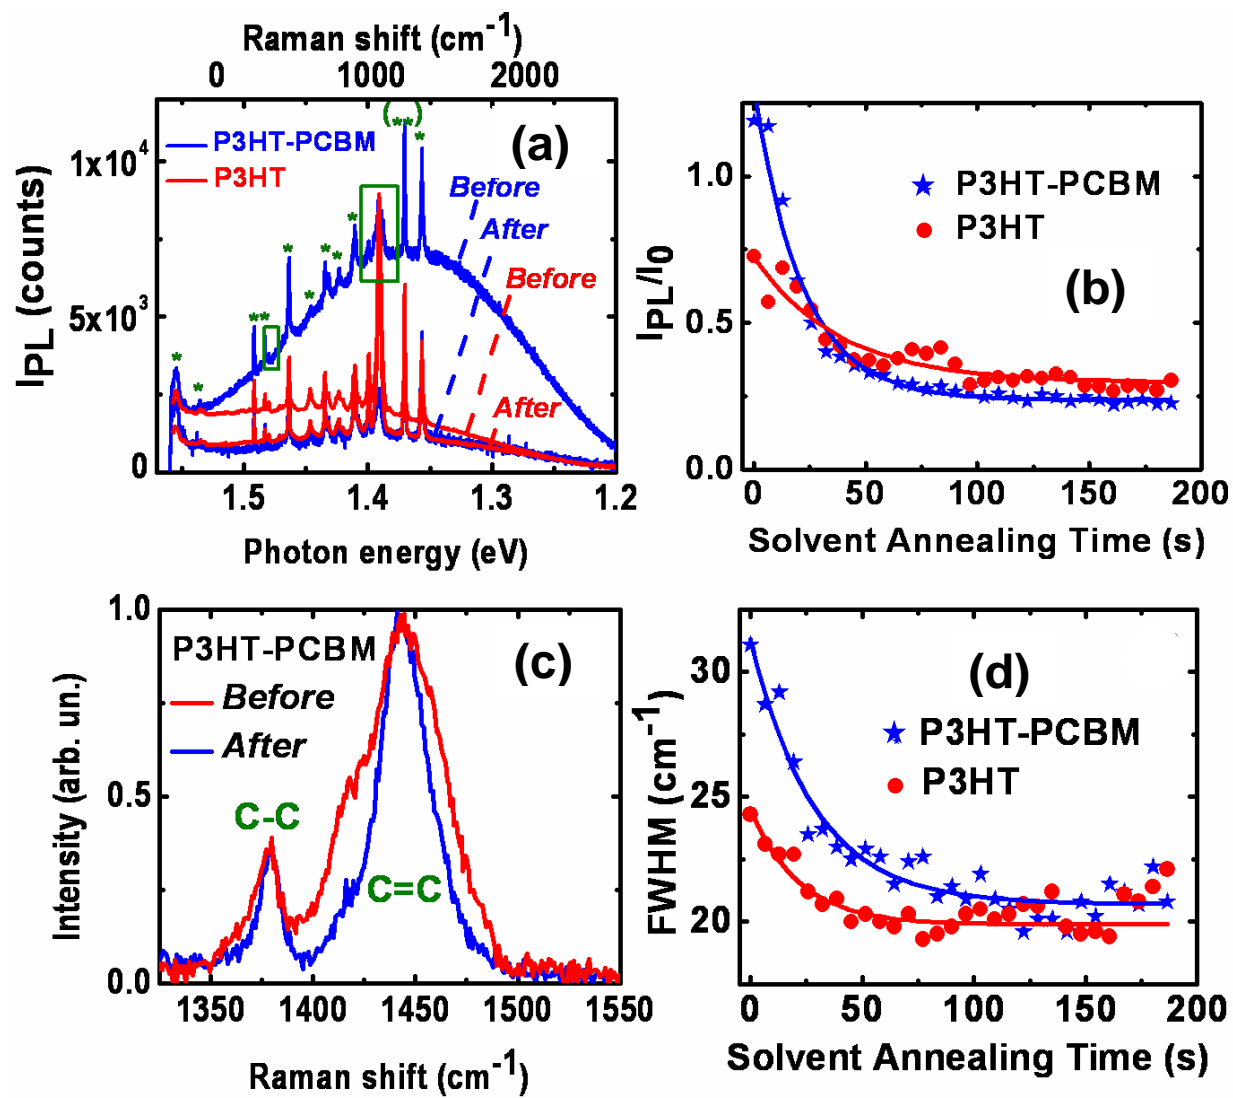 Raman shift (cm-1)
0 1000 2000
(a)
P3HT-PCBM
P3HT
(**)
*
*
*
**
*
*
*
*
*
*
Before
After
Before
After
IPL (counts)
1x10^4
5x10^3
0
1.5 1.4 1.3 1.2
Photon energy (eV)
(b)
P3HT-PCBM
P3HT
IPL/I0
1.0
0.5
0.0
0 50 100 150 200
Solvent Annealing Time (s)
(c)
P3HT-PCBM
Before
After
C-C
C=C
Intensity (arb. un.)
1.0
0.5
0.0
1350 1400 1450 1500 1550
Raman shift (cm-1)
(d)
P3HT-PCBM
P3HT
FWHM (cm-1)
30
25
20
0 50 100 150 200
Solvent Annealing Time (s)